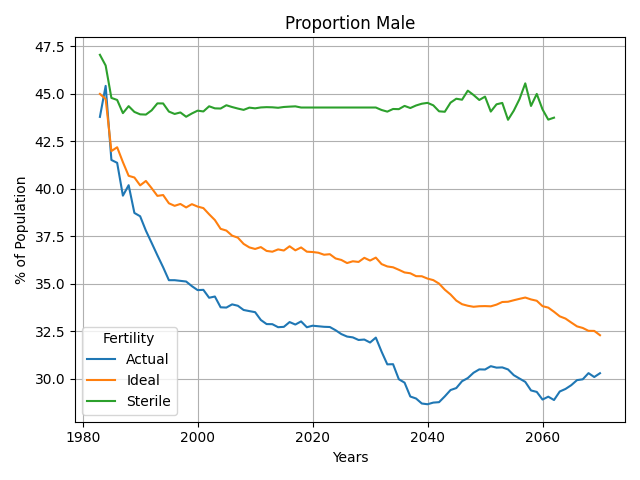 Proportion Male
% of Population
47.5
45.0
42.5
40.0
37.5
35.0
32.5
30.0
Fertility
Actual
Ideal
Sterile
1980
2000
2020
2040
2060
Years